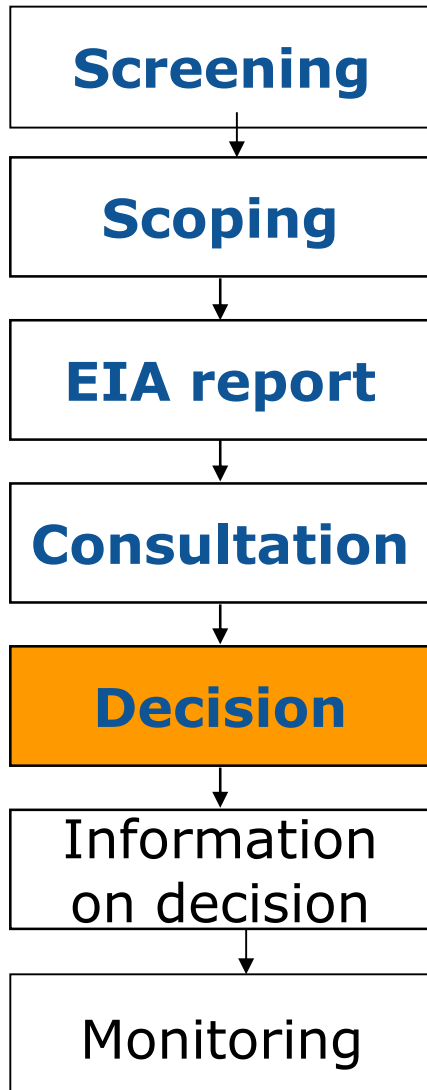 Screening
Scoping
EIA report
Consultation
Decision
Information
on decision
Monitoring